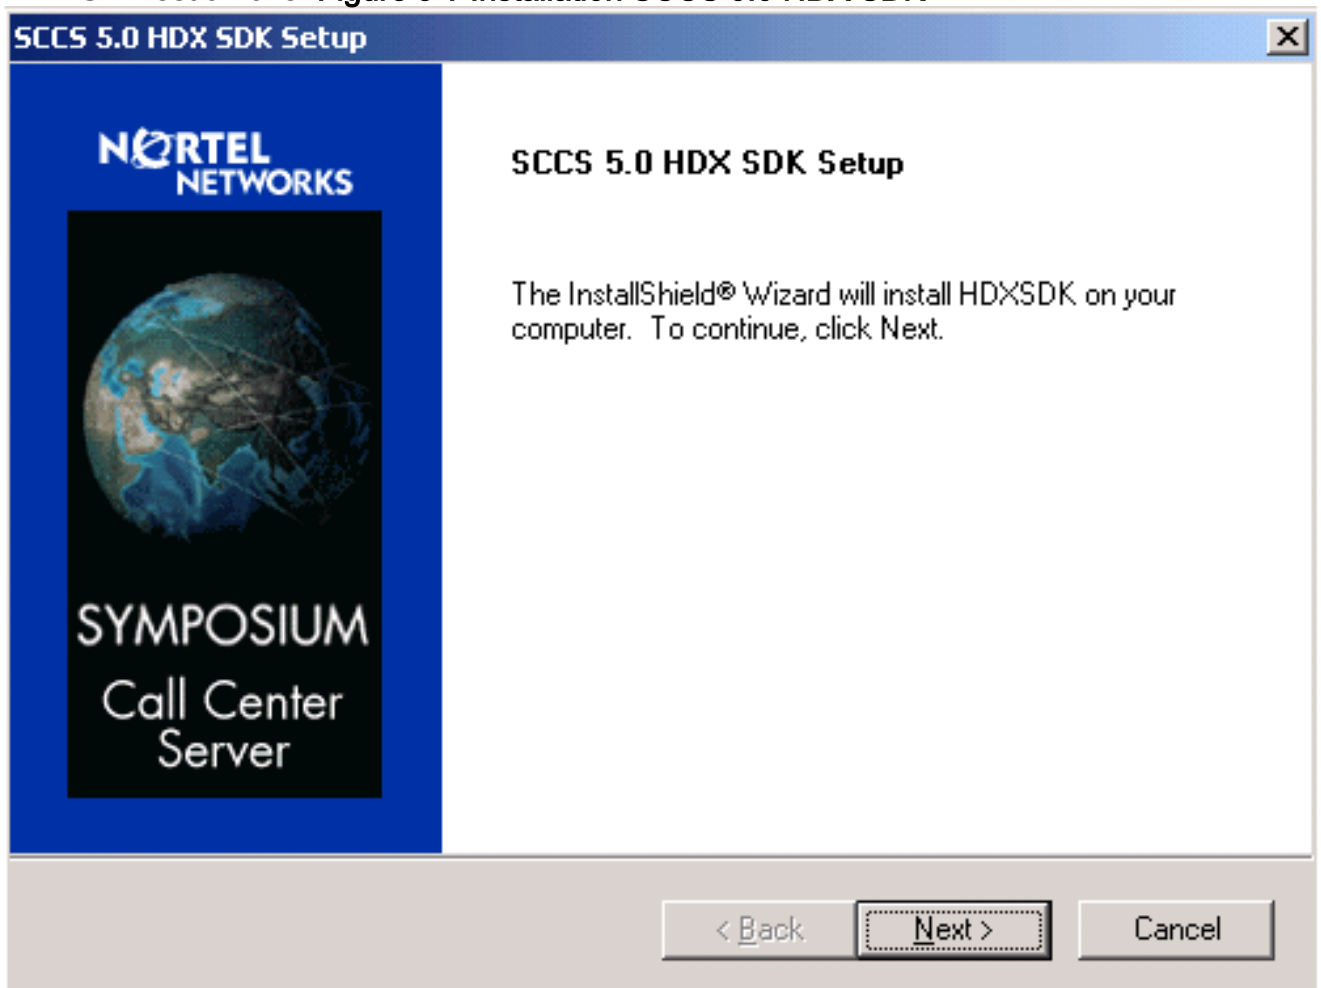 SCCS 5.0 HDX SDK Setup
NORTEL
NETWORKS
SYMPOSIUM
Call Center
Server
SCCS 5.0 HDX SDK Setup
The InstallShield® Wizard will install HDXSDK on your
computer. To continue, click Next.
< Back
Next >
Cancel